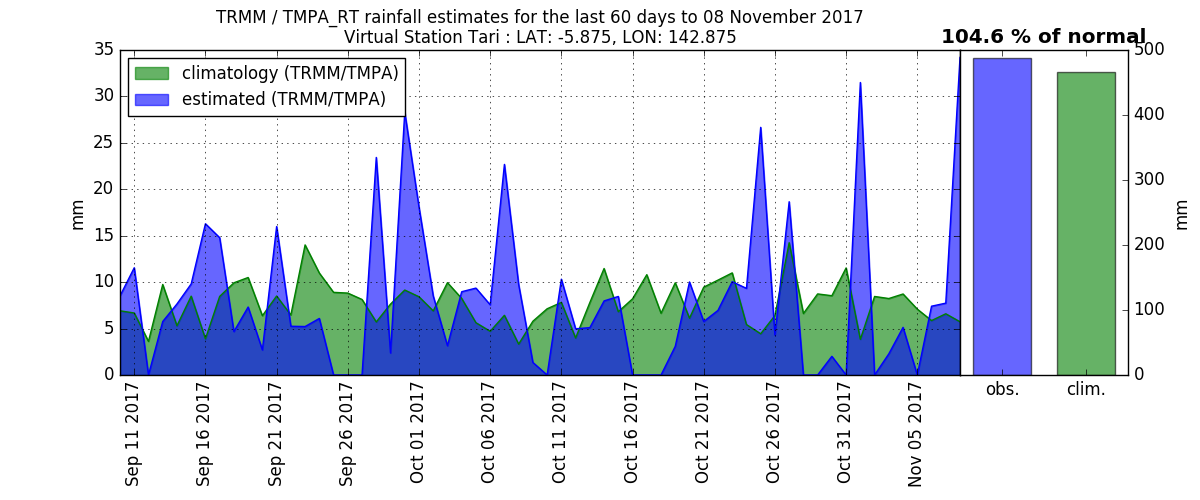 TRMM / TMPA_RT rainfall estimates for the last 60 days to 08 November 2017
Virtual Station Tari : LAT: -5.875, LON: 142.875
104.6 % of normal
climatology (TRMM/TMPA)
estimated (TRMM/TMPA)
35
30
25
20
15
10
5
0
mm
Sep 11 2017
Sep 16 2017
Sep 21 2017
Sep 26 2017
Oct 01 2017
Oct 06 2017
Oct 11 2017
Oct 16 2017
Oct 21 2017
Oct 26 2017
Oct 31 2017
Nov 05 2017
obs.
clim.
500
400
300
200
100
0
mm